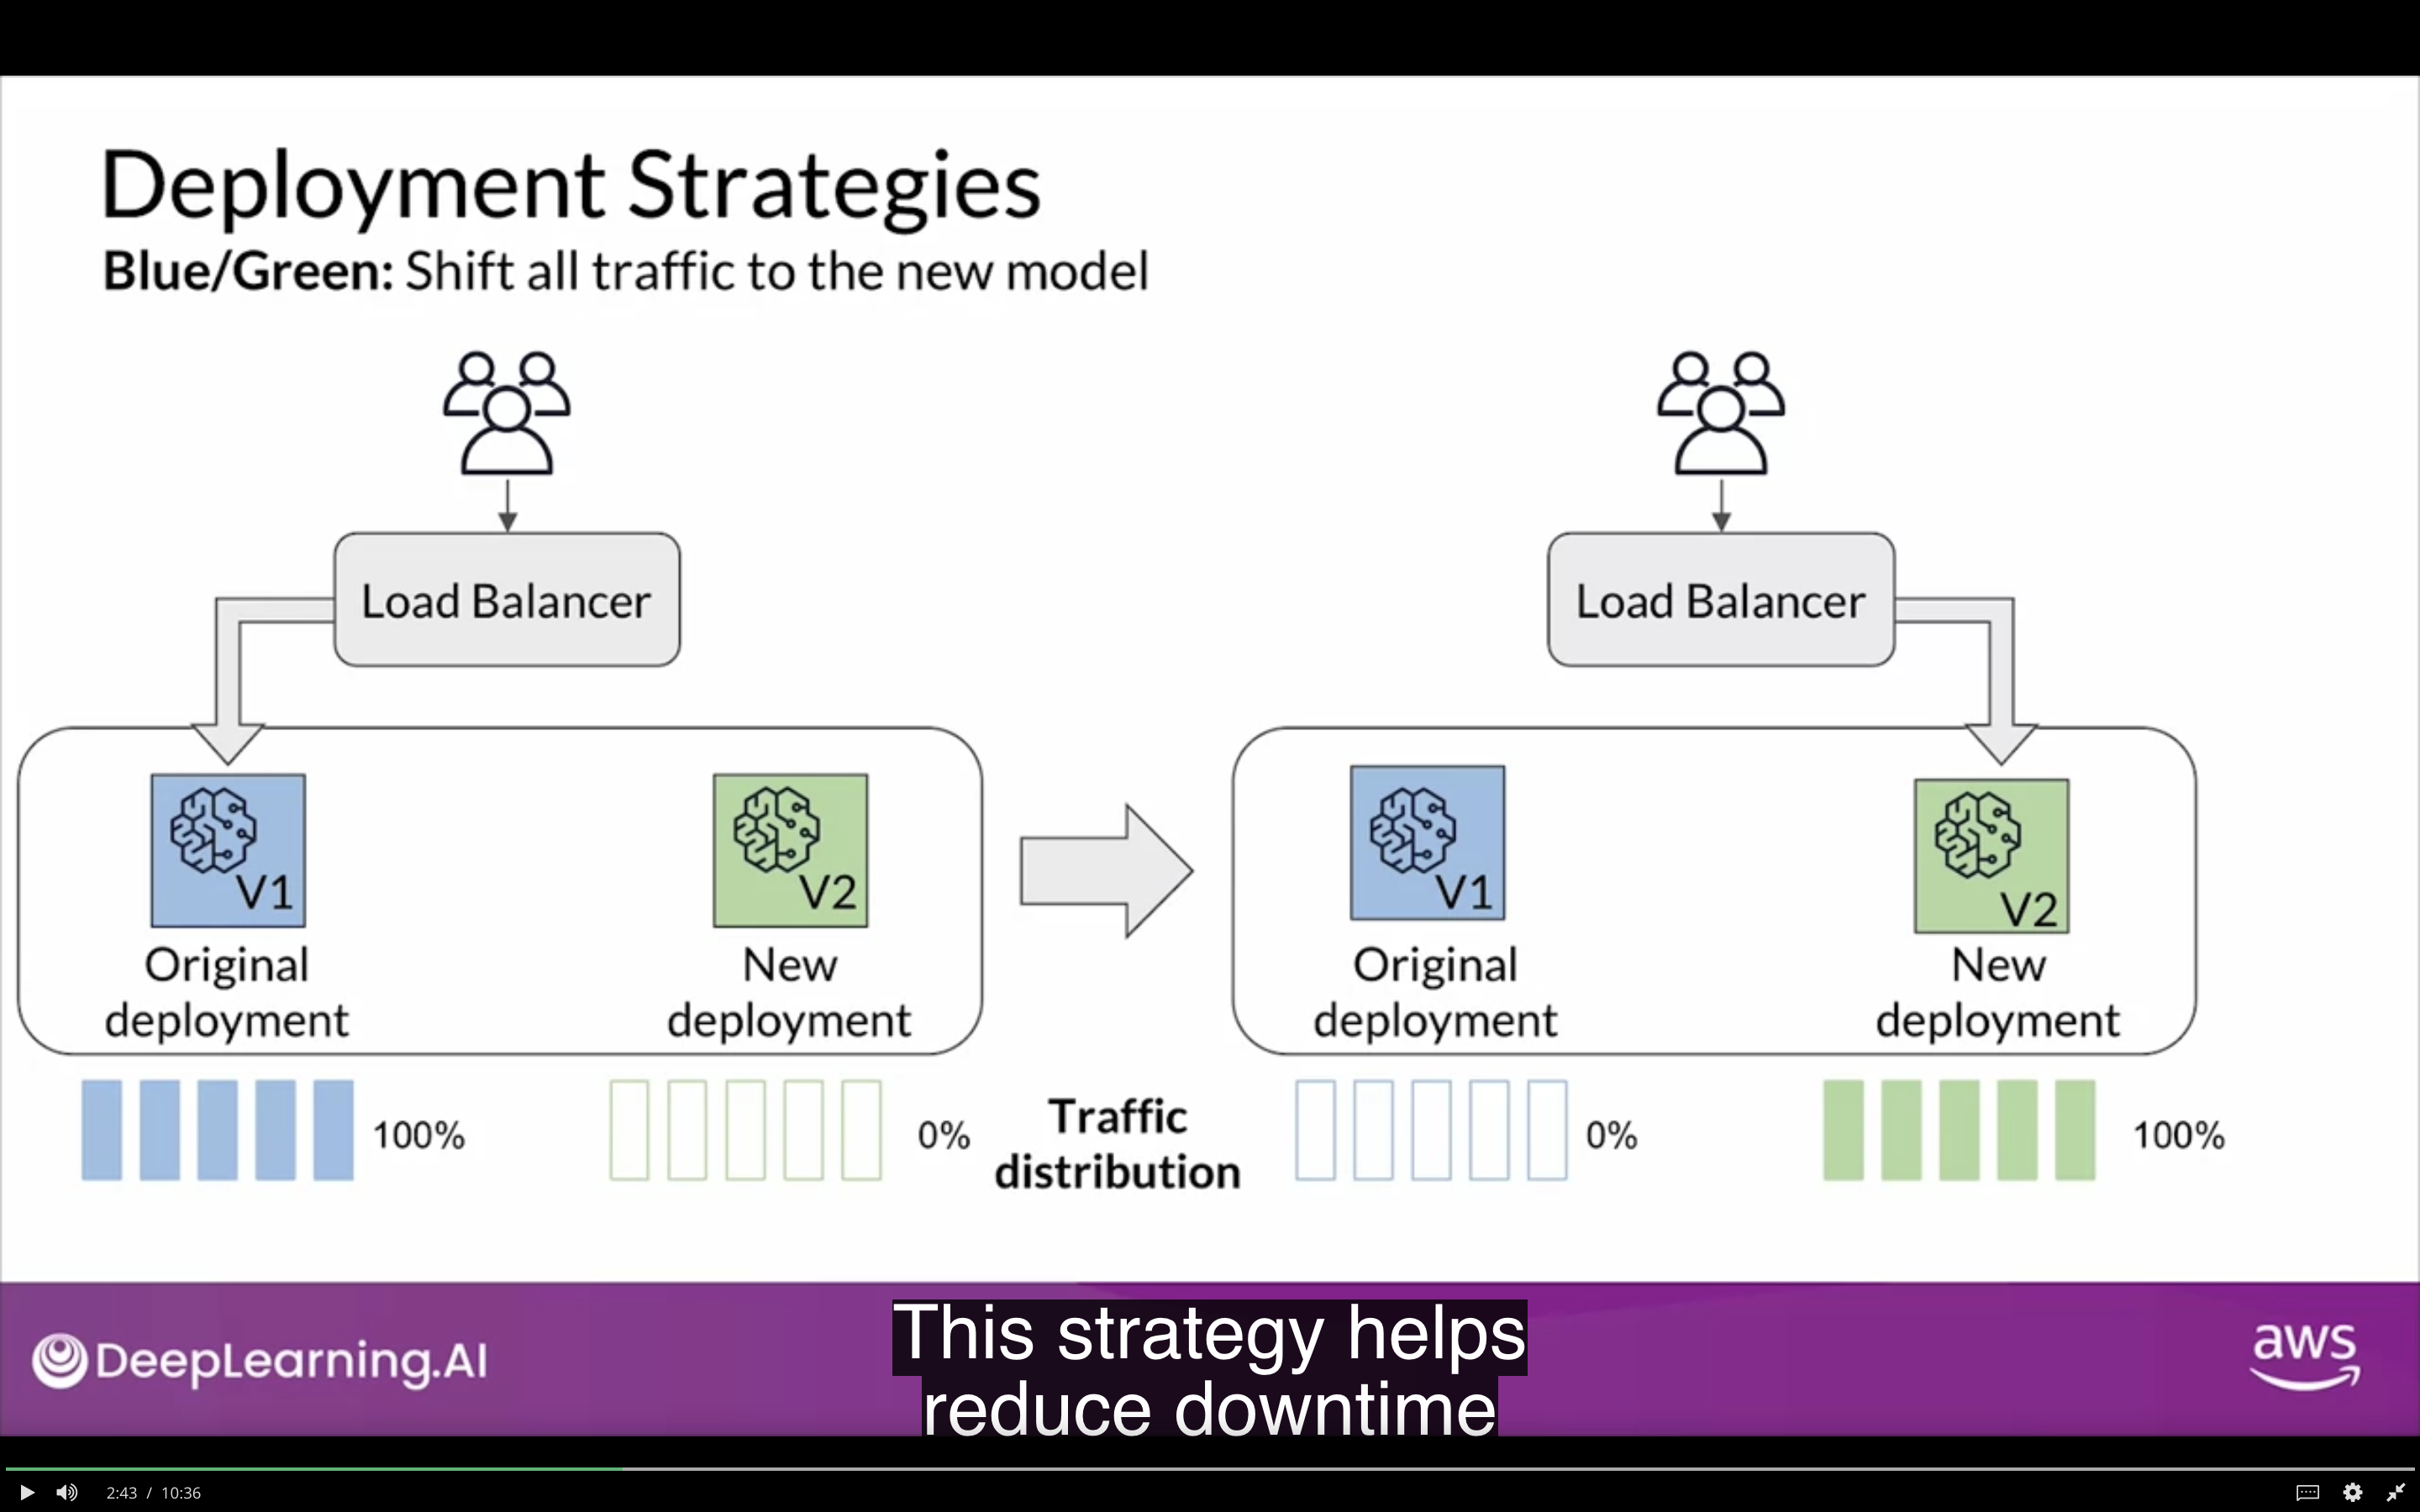 Deployment Strategies
Blue/Green: Shift all traffic to the new model
Load Balancer
Load Balancer
V1
V2
V1
V2
Original
deployment
New
deployment
Original
deployment
New
deployment
100%
0%
Traffic
distribution
0%
100%
DeepLearning.AI
This strategy helps
reduce downtime
aws
2:43 / 10:36